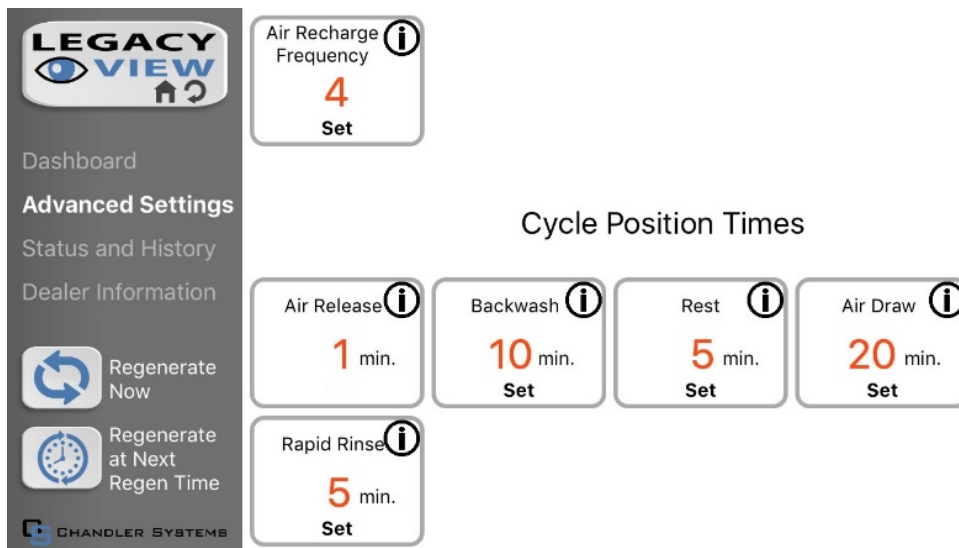 LEGACY
VIEW
Dashboard
Advanced Settings
Status and History
Dealer Information
Regenerate
Now
Regenerate
at Next
Regen Time
CS CHANDLER SYSTEMS
Air Recharge i
Frequency
4
Set
Cycle Position Times
Air Release i
1 min.
Backwash i
10 min.
Set
Rest i
5 min.
Set
Air Draw i
20 min.
Set
Rapid Rinse i
5 min.
Set